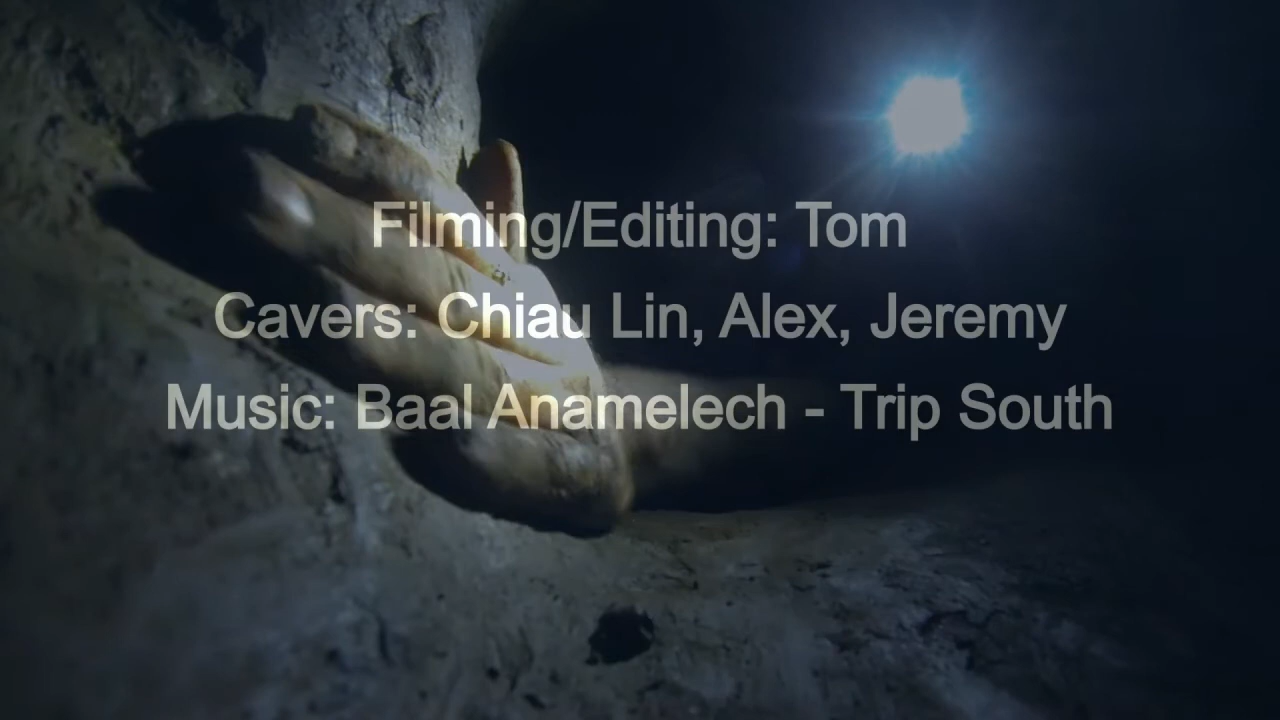 Filming/Editing: Tom
Cavers: Chiau Lin, Alex, Jeremy
Music: Baal Anamelech - Trip South